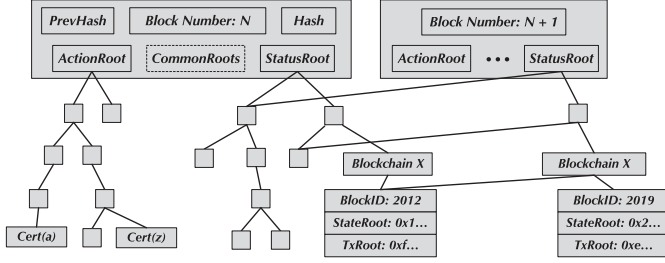 PrevHash
Block Number: N
Hash
Block Number: N + 1
ActionRoot
CommonRoots
StatusRoot
ActionRoot
•••
StatusRoot
Blockchain X
Blockchain X
BlockID: 2012
BlockID: 2019
StateRoot: 0x1...
StateRoot: 0x2...
Cert(a)
Cert(z)
TxRoot: 0xf...
TxRoot: 0xe...